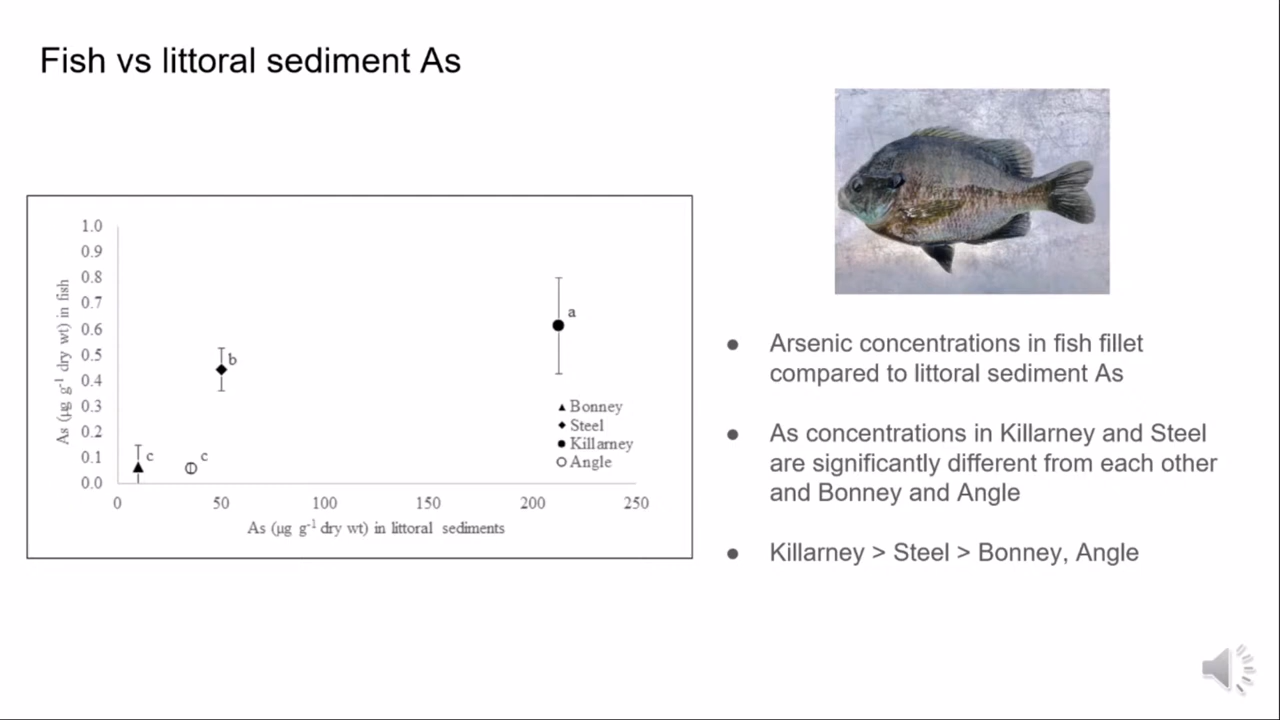 Fish vs littoral sediment As
1.0
0.9
0.8
0.7
0.6
0.5
0.4
0.3
0.2
0.1
0.0
As (µg g-1 dry wt) in fish
a
b
c
c
Bonney
Steel
Killarney
Angle
0 50 100 150 200 250
As (µg g-1 dry wt) in littoral sediments
● Arsenic concentrations in fish fillet
compared to littoral sediment As
● As concentrations in Killarney and Steel
are significantly different from each other
and Bonney and Angle
● Killarney > Steel > Bonney, Angle